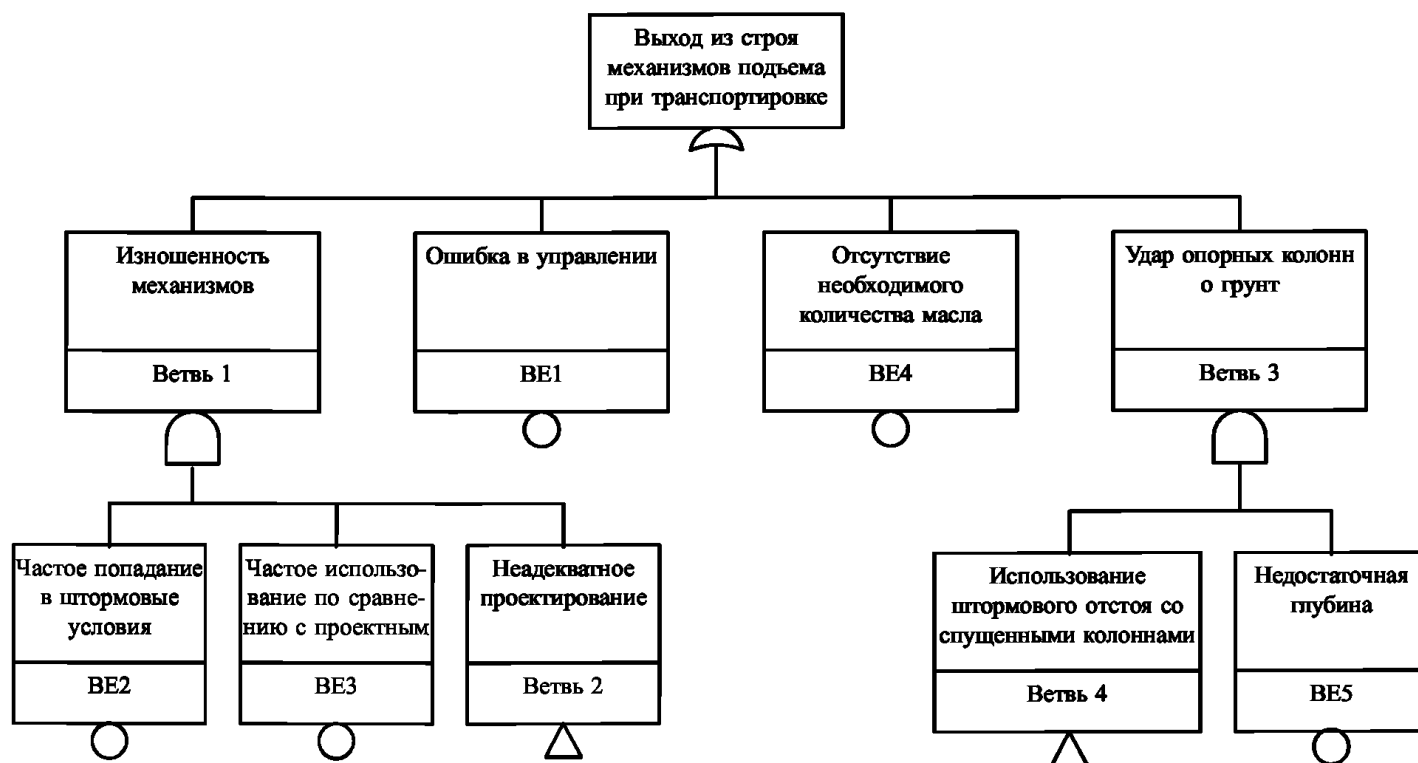 Выход из строя
механизмов подъема
при транспортировке
Изношенность
механизмов
Ветвь 1
Ошибка в управлении
BE1
Отсутствие
необходимого
количества масла
BE4
Удар опорных колонн
о грунт
Ветвь 3
Частое попадание
в штормовые
условия
BE2
Частое использо-
вание по сравне-
нию с проектным
BE3
Неадекватное
проектирование
Ветвь 2
Использование
штормового отстоя со
спущенными колоннами
Ветвь 4
Недостаточная
глубина
BE5